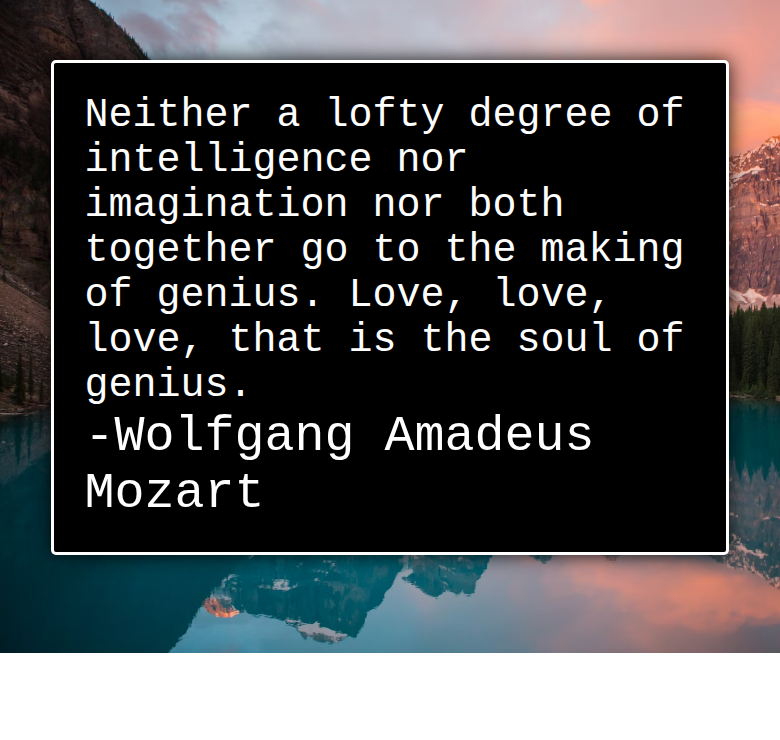 Neither a lofty degree of
intelligence nor
imagination nor both
together go to the making
of genius. Love, love,
love, that is the soul of
genius.
-Wolfgang Amadeus
Mozart